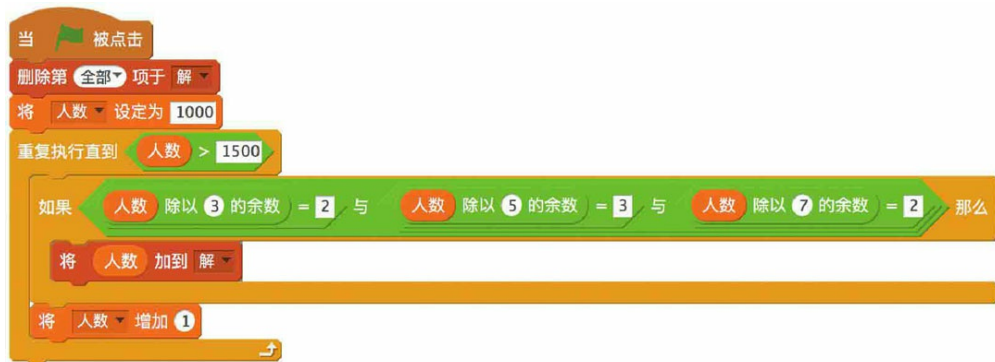 当 被点击
删除第 全部 项于 解
将 人数 设定为 1000
重复执行直到 人数 > 1500
如果 人数 除以 3 的余数 = 2 与 人数 除以 5 的余数 = 3 与 人数 除以 7 的余数 = 2 那么
将 人数 加到 解
将 人数 增加 1